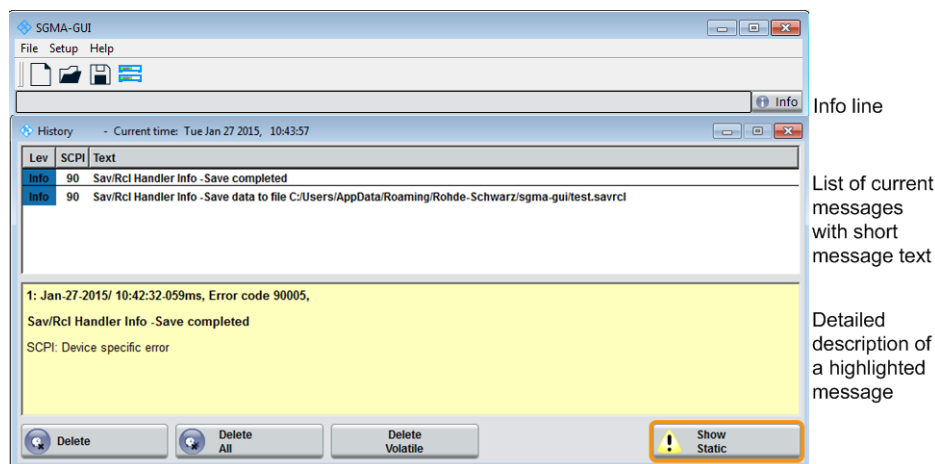 SGMA-GUI
File Setup Help
Info
Info line
History - Current time: Tue Jan 27 2015, 10:43:57
Lev SCPI Text
Info 90 Sav/Rcl Handler Info -Save completed
Info 90 Sav/Rcl Handler Info -Save data to file C:/Users/AppData/Roaming/Rohde-Schwarz/sgma-gui/test.savrcl
List of current
messages
with short
message text
1: Jan-27-2015/ 10:42:32-059ms, Error code 90005,
Sav/Rcl Handler Info -Save completed
SCPI: Device specific error
Detailed
description of
a highlighted
message
Delete
Delete
All
Delete
Volatile
Show
Static